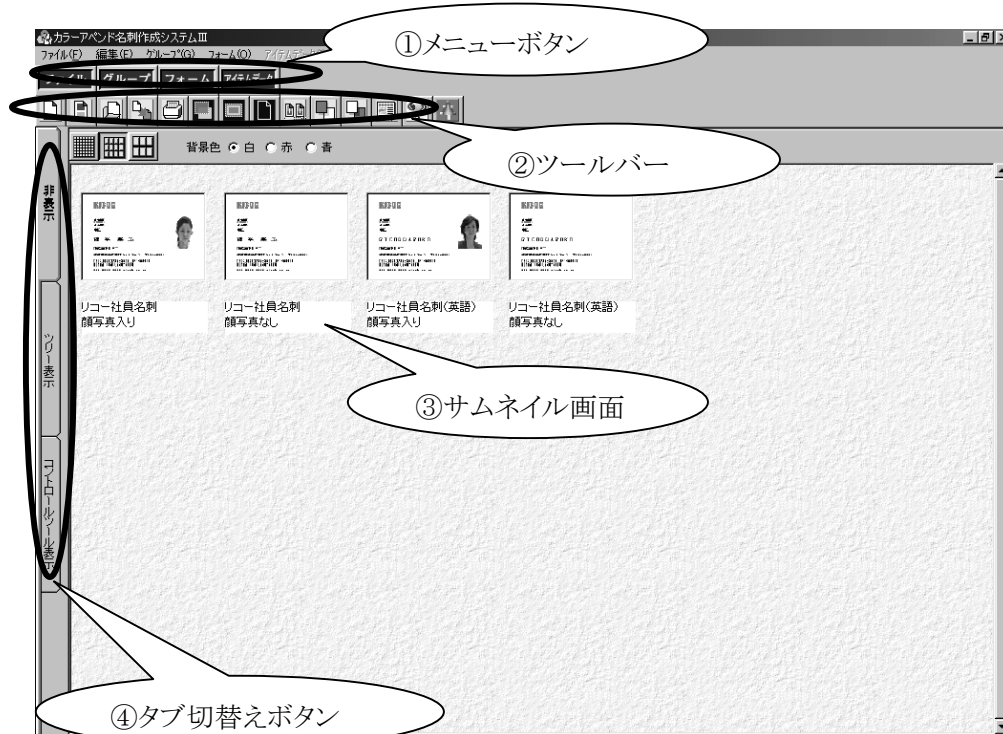 カラーアペンド名刺作成システムⅢ
①メニューボタン
ファイル(F) 編集(E) グループ(G) フォーム(O)
ファイル グループ フォーム アイテムデータ
②ツールバー
背景色 白 赤 青
非表示
ツリー表示
コントロールツール表示
リコー社員名刺
顔写真入り
リコー社員名刺
顔写真なし
リコー社員名刺(英語)
顔写真入り
リコー社員名刺(英語)
顔写真なし
③サムネイル画面
④タブ切替えボタン